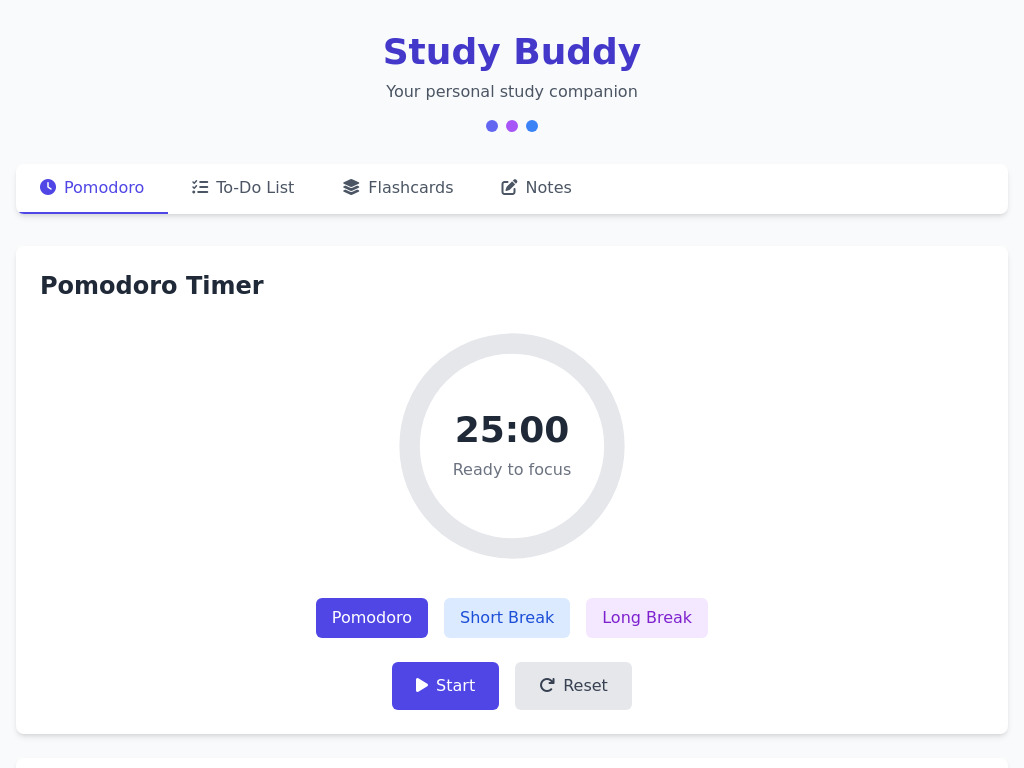 Study Buddy
Your personal study companion
Pomodoro To-Do List Flashcards Notes
Pomodoro Timer
25:00
Ready to focus
Pomodoro Short Break Long Break
Start Reset